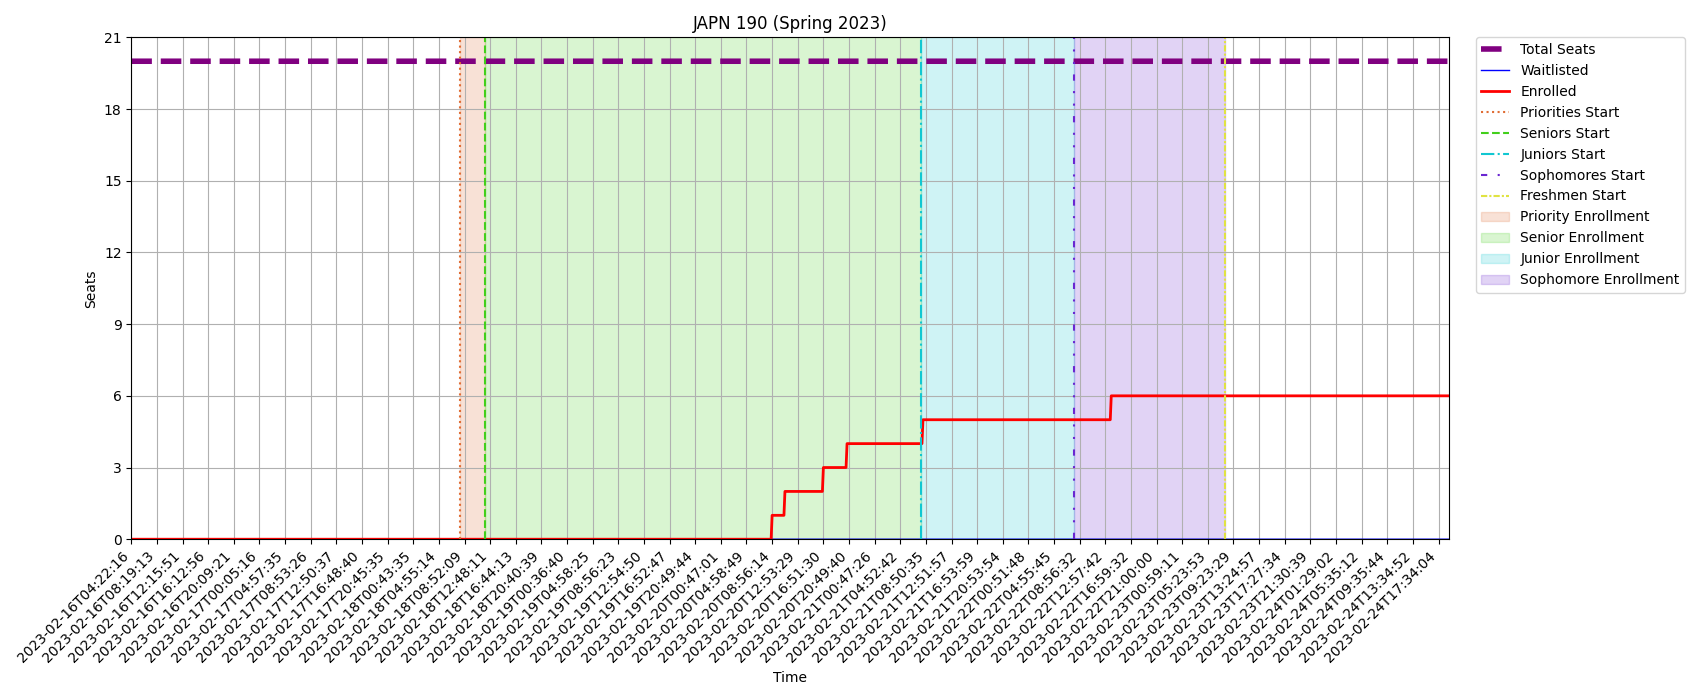 JAPN 190 (Spring 2023)
Seats
21
18
15
12
9
6
3
0
2023-02-16T04:22:16
2023-02-16T08:19:13
2023-02-16T12:15:51
2023-02-16T16:12:56
2023-02-16T20:09:21
2023-02-17T00:05:16
2023-02-17T04:57:35
2023-02-17T08:53:26
2023-02-17T12:50:37
2023-02-17T16:48:40
2023-02-17T20:45:35
2023-02-18T00:43:35
2023-02-18T04:55:14
2023-02-18T08:52:09
2023-02-18T12:48:11
2023-02-18T16:44:13
2023-02-18T20:40:39
2023-02-19T00:36:40
2023-02-19T04:58:25
2023-02-19T08:56:23
2023-02-19T12:54:50
2023-02-19T16:52:47
2023-02-19T20:49:44
2023-02-20T00:47:01
2023-02-20T04:58:49
2023-02-20T08:56:14
2023-02-20T12:53:29
2023-02-20T16:51:30
2023-02-20T20:49:40
2023-02-21T00:47:26
2023-02-21T04:52:42
2023-02-21T08:50:35
2023-02-21T12:51:57
2023-02-21T16:53:59
2023-02-21T20:53:54
2023-02-22T00:51:48
2023-02-22T04:55:45
2023-02-22T08:56:32
2023-02-22T12:57:42
2023-02-22T16:59:32
2023-02-22T21:00:00
2023-02-23T00:59:11
2023-02-23T05:23:53
2023-02-23T09:23:29
2023-02-23T13:24:57
2023-02-23T17:27:34
2023-02-23T21:30:39
2023-02-24T01:29:02
2023-02-24T05:35:12
2023-02-24T09:35:44
2023-02-24T13:34:52
2023-02-24T17:34:04
Time
Total Seats
Waitlisted
Enrolled
Priorities Start
Seniors Start
Juniors Start
Sophomores Start
Freshmen Start
Priority Enrollment
Senior Enrollment
Junior Enrollment
Sophomore Enrollment